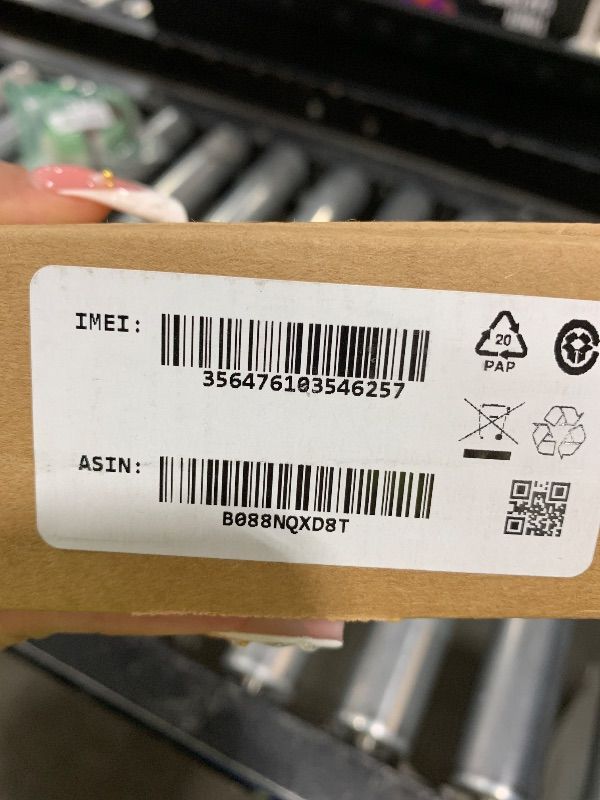 IMEI:
356476103546257
ASIN:
B088NQXD8T
20
PAP